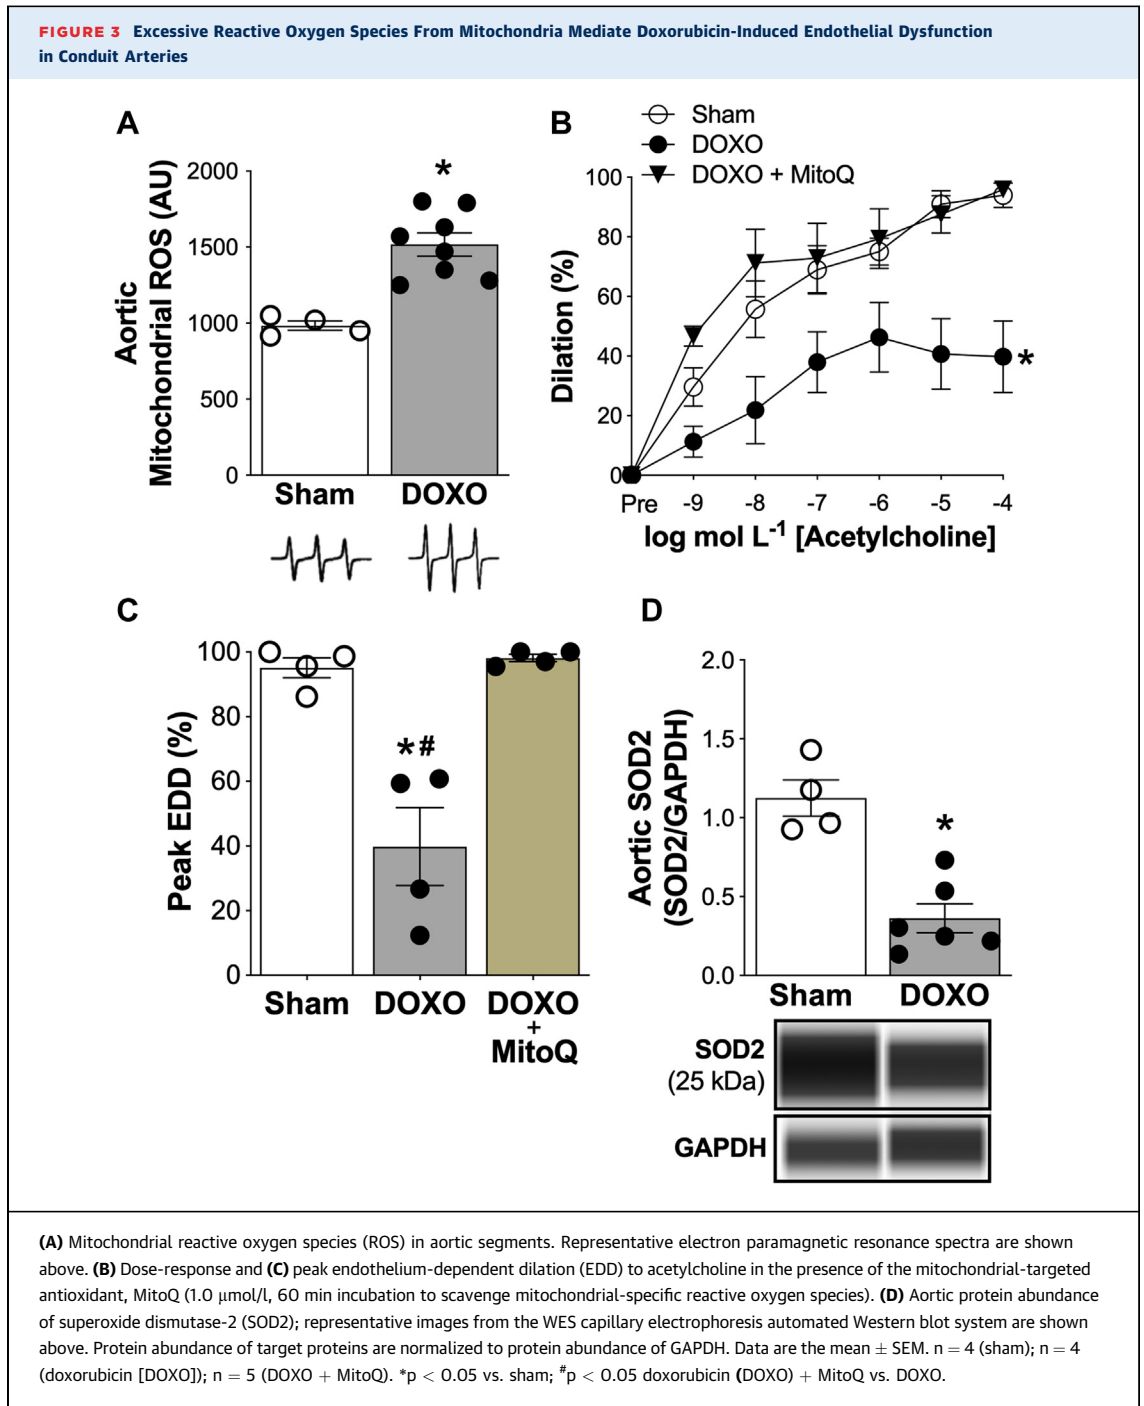 FIGURE 3 Excessive Reactive Oxygen Species From Mitochondria Mediate Doxorubicin-Induced Endothelial Dysfunction
in Conduit Arteries
A
Aortic
Mitochondrial ROS (AU)
2000
1500
1000
500
0
*
Sham
DOXO
B
Sham
DOXO
DOXO + MitoQ
Dilation (%)
100
80
60
40
20
0
*
Pre
-9
-8
-7
-6
-5
-4
log mol L⁻¹ [Acetylcholine]
C
Peak EDD (%)
100
80
60
40
20
0
*#
Sham
DOXO
DOXO
+
MitoQ
D
Aortic SOD2
(SOD2/GAPDH)
2.0
1.5
1.0
0.5
0.0
*
Sham
DOXO
SOD2
(25 kDa)
GAPDH
(A) Mitochondrial reactive oxygen species (ROS) in aortic segments. Representative electron paramagnetic resonance spectra are shown
above. (B) Dose-response and (C) peak endothelium-dependent dilation (EDD) to acetylcholine in the presence of the mitochondrial-targeted
antioxidant, MitoQ (1.0 μmol/l, 60 min incubation to scavenge mitochondrial-specific reactive oxygen species). (D) Aortic protein abundance
of superoxide dismutase-2 (SOD2); representative images from the WES capillary electrophoresis automated Western blot system are shown
above. Protein abundance of target proteins are normalized to protein abundance of GAPDH. Data are the mean ± SEM. n = 4 (sham); n = 4
(doxorubicin [DOXO]); n = 5 (DOXO + MitoQ). *p < 0.05 vs. sham; #p < 0.05 doxorubicin (DOXO) + MitoQ vs. DOXO.